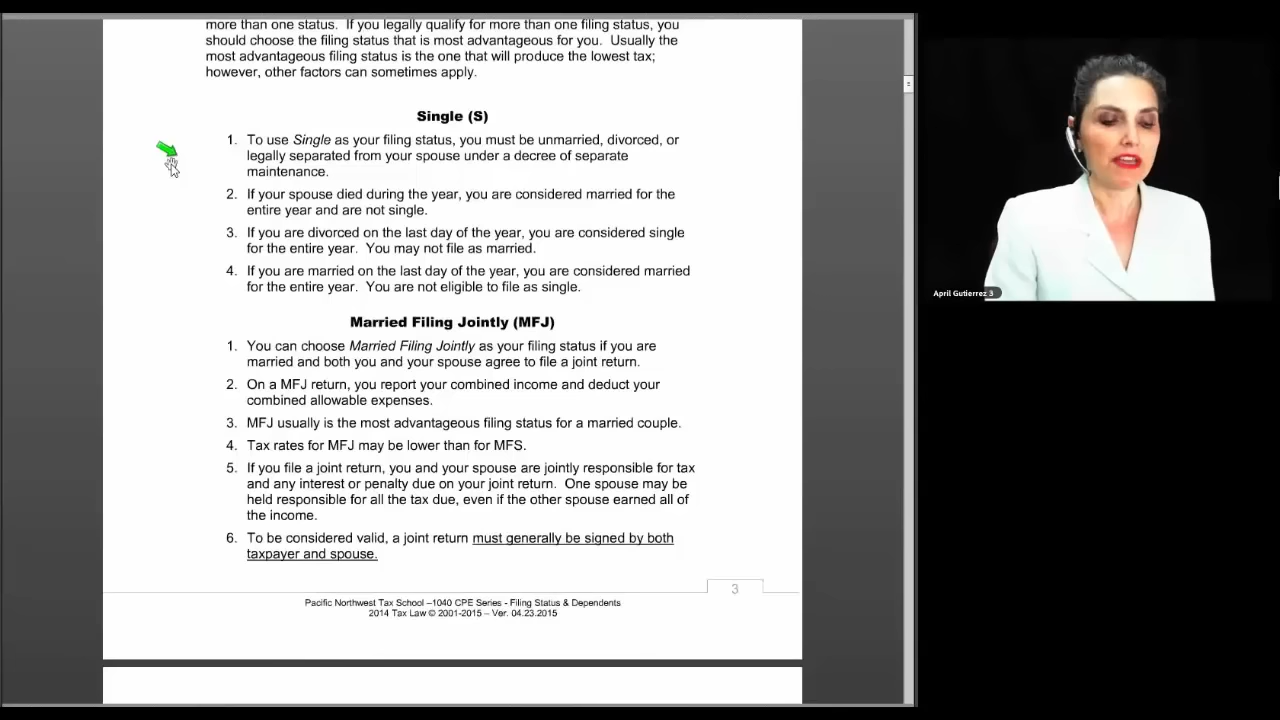 more than one status. If you legally qualify for more than one filing status, you
should choose the filing status that is most advantageous for you. Usually the
most advantageous filing status is the one that will produce the lowest tax;
however, other factors can sometimes apply.
Single (S)
1. To use Single as your filing status, you must be unmarried, divorced, or
legally separated from your spouse under a decree of separate
maintenance.
2. If your spouse died during the year, you are considered married for the
entire year and are not single.
3. If you are divorced on the last day of the year, you are considered single
for the entire year. You may not file as married.
4. If you are married on the last day of the year, you are considered married
for the entire year. You are not eligible to file as single.
Married Filing Jointly (MFJ)
1. You can choose Married Filing Jointly as your filing status if you are
married and both you and your spouse agree to file a joint return.
2. On a MFJ return, you report your combined income and deduct your
combined allowable expenses.
3. MFJ usually is the most advantageous filing status for a married couple.
4. Tax rates for MFJ may be lower than for MFS.
5. If you file a joint return, you and your spouse are jointly responsible for tax
and any interest or penalty due on your joint return. One spouse may be
held responsible for all the tax due, even if the other spouse earned all of
the income.
6. To be considered valid, a joint return must generally be signed by both
taxpayer and spouse.
3
Pacific Northwest Tax School –1040 CPE Series - Filing Status & Dependents
2014 Tax Law © 2001-2015 – Ver. 04.23.2015
April Gutierrez 3